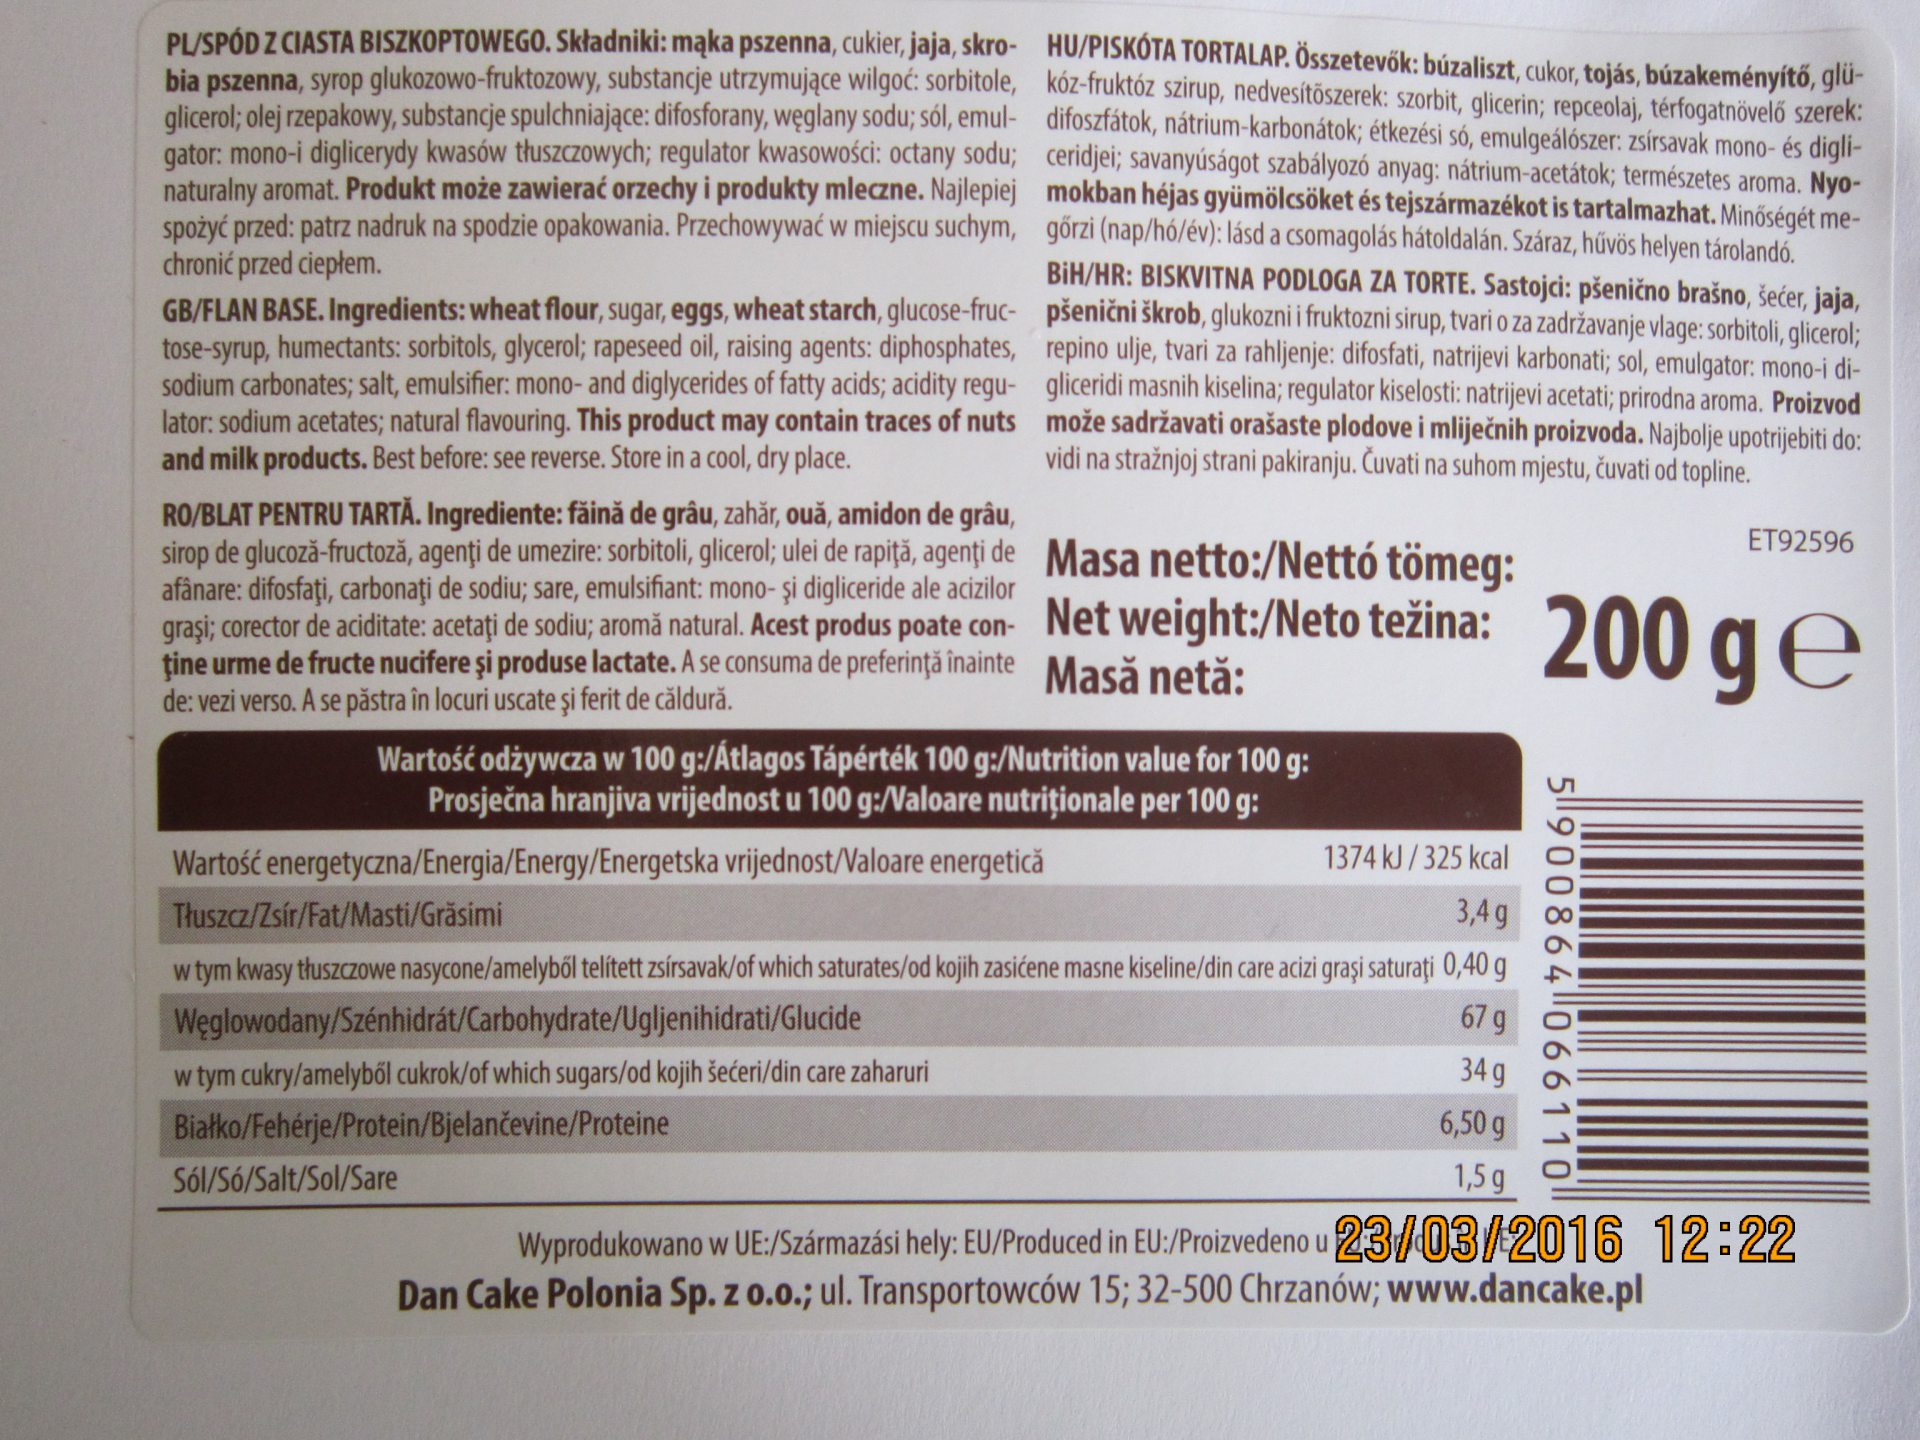 PL/SPÓD Z CIASTA BISZKOPTOWEGO. Składniki: mąka pszenna, cukier, jaja, skro-
bia pszenna, syrop glukozowo-fruktozowy, substancje utrzymujące wilgoć: sorbitole,
glicerol; olej rzepakowy, substancje spulchniające: difosforany, węglany sodu; sól, emul-
gator: mono-i diglicerydy kwasów tłuszczowych; regulator kwasowości: octany sodu;
naturalny aromat. Produkt może zawierać orzechy i produkty mleczne. Najlepiej
spożyć przed: patrz nadruk na spodzie opakowania. Przechowywać w miejscu suchym,
chronić przed ciepłem.
GB/FLAN BASE. Ingredients: wheat flour, sugar, eggs, wheat starch, glucose-fruc-
tose-syrup, humectants: sorbitols, glycerol; rapeseed oil, raising agents: diphosphates,
sodium carbonates; salt, emulsifier: mono- and diglycerides of fatty acids; acidity regu-
lator: sodium acetates; natural flavouring. This product may contain traces of nuts
and milk products. Best before: see reverse. Store in a cool, dry place.
RO/BLAT PENTRU TARTĂ. Ingrediente: făină de grâu, zahăr, ouă, amidon de grâu,
sirop de glucoză-fructoză, agenţi de umezire: sorbitoli, glicerol; ulei de rapiţă, agenţi de
afânare: difosfaţi, carbonaţi de sodiu; sare, emulsifiant: mono- şi digliceride ale acizilor
graşi; corector de aciditate: acetaţi de sodiu; aromă natural. Acest produs poate con-
ţine urme de fructe nucifere şi produse lactate. A se consuma de preferinţă înainte
de: vezi verso. A se păstra în locuri uscate şi ferit de căldură.
HU/PISKÓTA TORTALAP. Összetevők: búzaliszt, cukor, tojás, búzakeményítő, glü-
kóz-fruktóz szirup, nedvesítõszerek: szorbit, glicerin; repceolaj, térfogatnövelő szerek:
difoszfátok, nátrium-karbonátok; étkezési só, emulgeálószer: zsírsavak mono- és digli-
ceridjei; savanyúságot szabályozó anyag: nátrium-acetátok; természetes aroma. Nyo-
mokban héjas gyümölcsöket és tejszármazékot is tartalmazhat. Minőségét me-
gőrzi (nap/hó/év): lásd a csomagolás hátoldalán. Száraz, hűvös helyen tárolandó.
BiH/HR: BISKVITNA PODLOGA ZA TORTE. Sastojci: pšenično brašno, šećer, jaja,
pšenični škrob, glukozni i fruktozni sirup, tvari o za zadržavanje vlage: sorbitoli, glicerol;
repino ulje, tvari za rahljenje: difosfati, natrijevi karbonati; sol, emulgator: mono-i di-
gliceridi masnih kiselina; regulator kiselosti: natrijevi acetati; prirodna aroma. Proizvod
može sadržavati orašaste plodove i mliječnih proizvoda. Najbolje upotrijebiti do:
vidi na stražnjoj strani pakiranju. Čuvati na suhom mjestu, čuvati od topline.
ET92596
Masa netto:/Nettó tömeg:
Net weight:/Neto težina:
Masă netă:
200 g e
Wartość odżywcza w 100 g:/Átlagos Tápérték 100 g:/Nutrition value for 100 g:
Prosječna hranjiva vrijednost u 100 g:/Valoare nutriționale per 100 g:
Wartość energetyczna/Energia/Energy/Energetska vrijednost/Valoare energetică 1374 kJ / 325 kcal
Tłuszcz/Zsír/Fat/Masti/Grăsimi 3,4 g
w tym kwasy tłuszczowe nasycone/amelyből telített zsírsavak/of which saturates/od kojih zasićene masne kiseline/din care acizi graşi saturaţi 0,40 g
Węglowodany/Szénhidrát/Carbohydrate/Ugljenihidrati/Glucide 67 g
w tym cukry/amelyből cukrok/of which sugars/od kojih šećeri/din care zaharuri 34 g
Białko/Fehérje/Protein/Bjelančevine/Proteine 6,50 g
Sól/Só/Salt/Sol/Sare 1,5 g
5 900864 066110
Wyprodukowano w UE:/Származási hely: EU/Produced in EU:/Proizvedeno u
23/03/2016 12:22
Dan Cake Polonia Sp. z o.o.; ul. Transportowców 15; 32-500 Chrzanów; www.dancake.pl